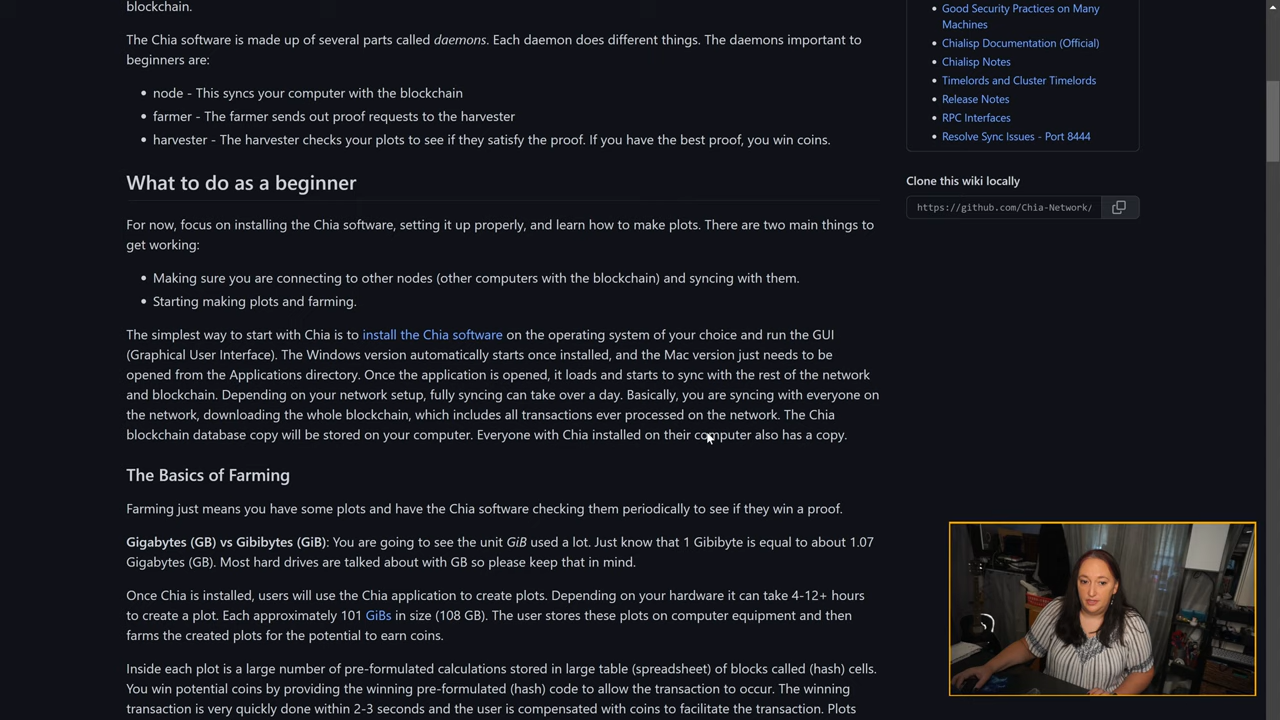 blockchain.
The Chia software is made up of several parts called daemons. Each daemon does different things. The daemons important to
beginners are:
• node - This syncs your computer with the blockchain
• farmer - The farmer sends out proof requests to the harvester
• harvester - The harvester checks your plots to see if they satisfy the proof. If you have the best proof, you win coins.
What to do as a beginner
For now, focus on installing the Chia software, setting it up properly, and learn how to make plots. There are two main things to
get working:
• Making sure you are connecting to other nodes (other computers with the blockchain) and syncing with them.
• Starting making plots and farming.
The simplest way to start with Chia is to install the Chia software on the operating system of your choice and run the GUI
(Graphical User Interface). The Windows version automatically starts once installed, and the Mac version just needs to be
opened from the Applications directory. Once the application is opened, it loads and starts to sync with the rest of the network
and blockchain. Depending on your network setup, fully syncing can take over a day. Basically, you are syncing with everyone on
the network, downloading the whole blockchain, which includes all transactions ever processed on the network. The Chia
blockchain database copy will be stored on your computer. Everyone with Chia installed on their computer also has a copy.
The Basics of Farming
Farming just means you have some plots and have the Chia software checking them periodically to see if they win a proof.
Gigabytes (GB) vs Gibibytes (GiB): You are going to see the unit GiB used a lot. Just know that 1 Gibibyte is equal to about 1.07
Gigabytes (GB). Most hard drives are talked about with GB so please keep that in mind.
Once Chia is installed, users will use the Chia application to create plots. Depending on your hardware it can take 4-12+ hours
to create a plot. Each approximately 101 GiBs in size (108 GB). The user stores these plots on computer equipment and then
farms the created plots for the potential to earn coins.
Inside each plot is a large number of pre-formulated calculations stored in large table (spreadsheet) of blocks called (hash) cells.
You win potential coins by providing the winning pre-formulated (hash) code to allow the transaction to occur. The winning
transaction is very quickly done within 2-3 seconds and the user is compensated with coins to facilitate the transaction. Plots
• Good Security Practices on Many
Machines
• Chialisp Documentation (Official)
• Chialisp Notes
• Timelords and Cluster Timelords
• Release Notes
• RPC Interfaces
• Resolve Sync Issues - Port 8444
Clone this wiki locally
https://github.com/Chia-Network/